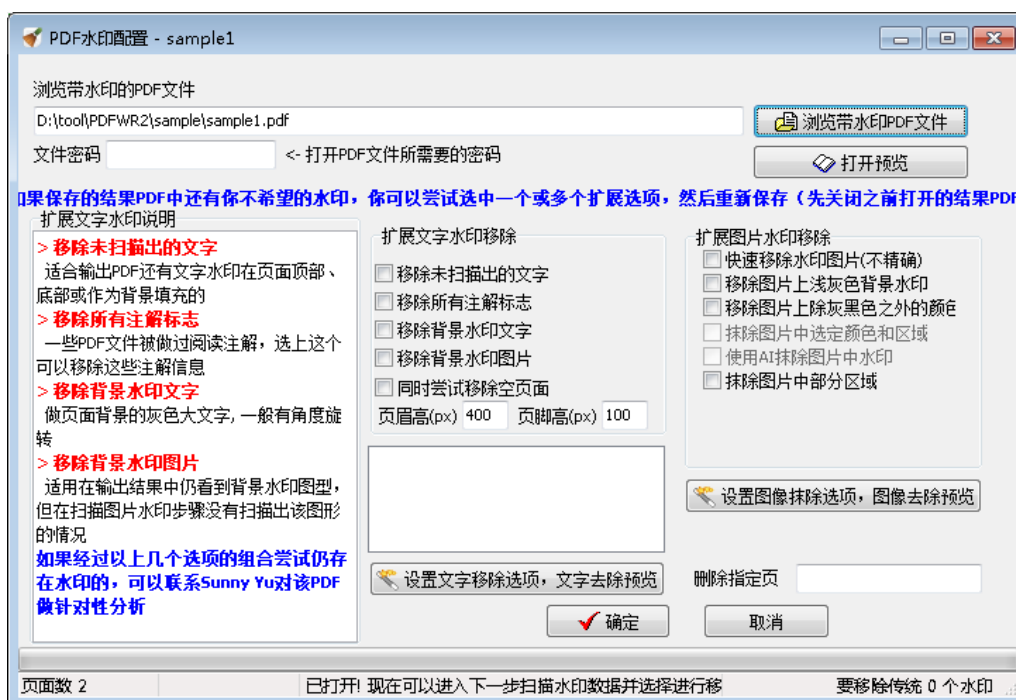 PDF水印配置 - sample1
浏览带水印的PDF文件
D:\tool\PDFWR2\sample\sample1.pdf
浏览带水印PDF文件
文件密码
<- 打开PDF文件所需要的密码
打开预览
如果保存的结果PDF中还有你不希望的水印，你可以尝试选中一个或多个扩展选项，然后重新保存（先关闭之前打开的结果PDF
扩展文字水印说明
> 移除未扫描出的文字
适合输出PDF还有文字水印在页面顶部、
底部或作为背景填充的
> 移除所有注解标志
一些PDF文件被做过阅读注解，选上这个
可以移除这些注解信息
> 移除背景水印文字
做页面背景的灰色大文字, 一般有角度旋
转
> 移除背景水印图片
适用在输出结果中仍看到背景水印图型，
但在扫描图片水印步骤没有扫描出该图形
的情况
如果经过以上几个选项的组合尝试仍存
在水印的，可以联系Sunny Yu对该PDF
做针对性分析
扩展文字水印移除
移除未扫描出的文字
移除所有注解标志
移除背景水印文字
移除背景水印图片
同时尝试移除空页面
页眉高(px) 400 页脚高(px) 100
设置文字移除选项，文字去除预览
扩展图片水印移除
快速移除水印图片(不精确)
移除图片上浅灰色背景水印
移除图片上除灰黑色之外的颜色
抹除图片中选定颜色和区域
使用AI抹除图片中水印
抹除图片中部分区域
设置图像抹除选项，图像去除预览
删除指定页
确定
取消
页面数 2
已打开! 现在可以进入下一步扫描水印数据并选择进行移
要移除传统 0 个水印